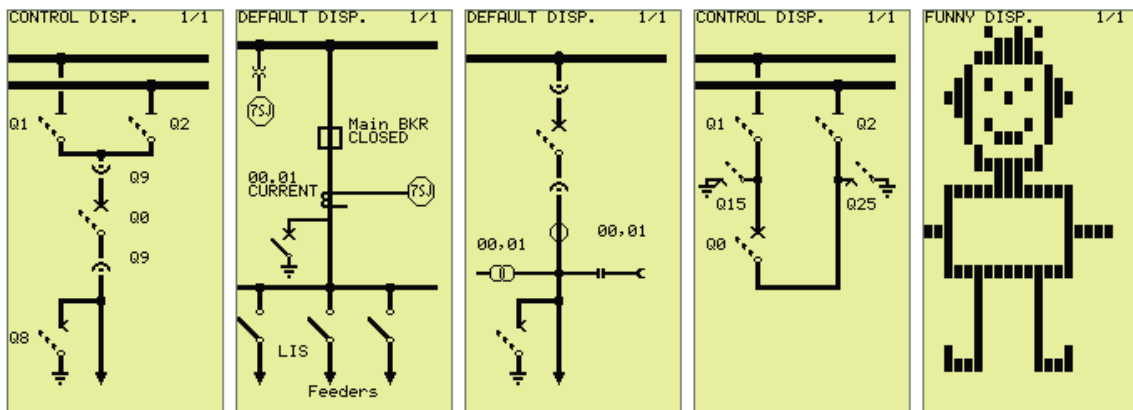 CONTROL DISP. 1/1
Q1
Q2
Q9
Q0
Q9
Q8
DEFAULT DISP. 1/1
7SJ
Main BKR
CLOSED
00.01
CURRENT
7SJ
LIS
Feeders
DEFAULT DISP. 1/1
00,01
00,01
CONTROL DISP. 1/1
Q1
Q2
Q15
Q25
Q0
FUNNY DISP. 1/1